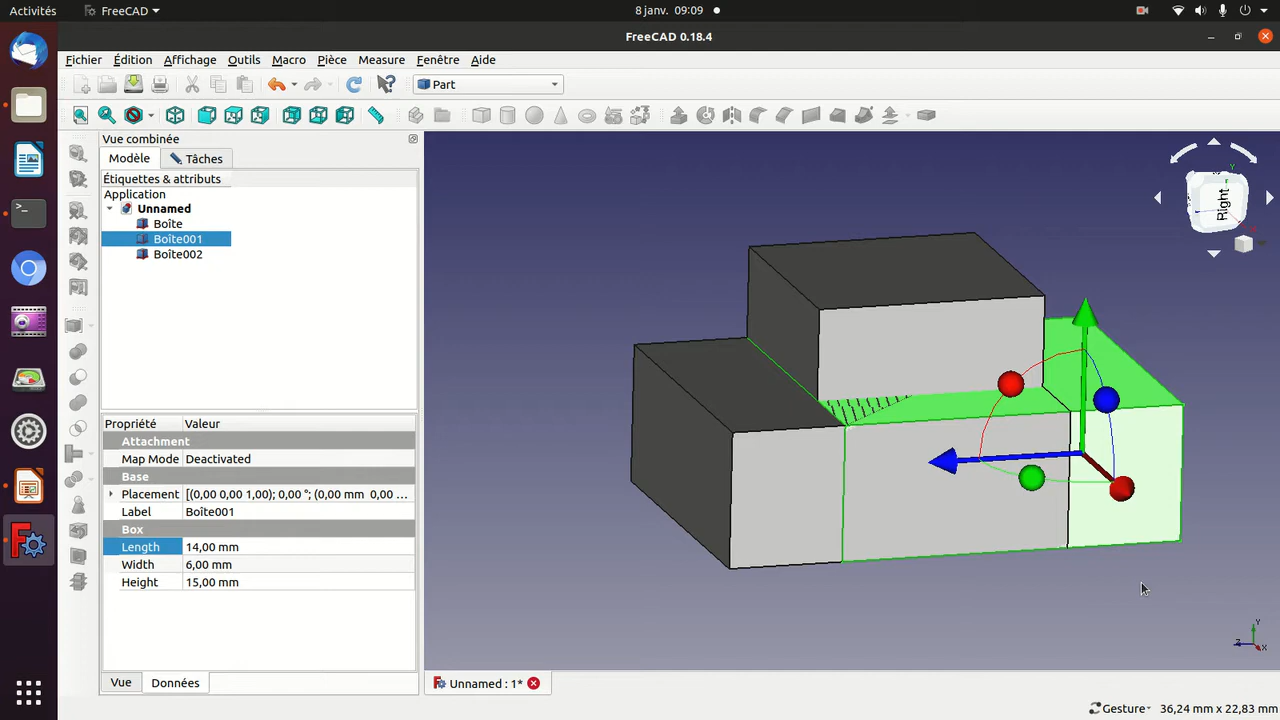 Activités
FreeCAD
8 janv. 09:09
FreeCAD 0.18.4
Fichier Édition Affichage Outils Macro Pièce Measure Fenêtre Aide
Part
Vue combinée
Modèle Tâches
Étiquettes & attributs
Application
Unnamed
Boîte
Boîte001
Boîte002
Propriété Valeur
Attachment
Map Mode Deactivated
Base
Placement [(0,00 0,00 1,00); 0,00 °; (0,00 mm 0,00 ...
Label Boîte001
Box
Length 14,00 mm
Width 6,00 mm
Height 15,00 mm
Vue Données
Right
Y
Z X
Unnamed : 1*
Gesture 36,24 mm x 22,83 mm